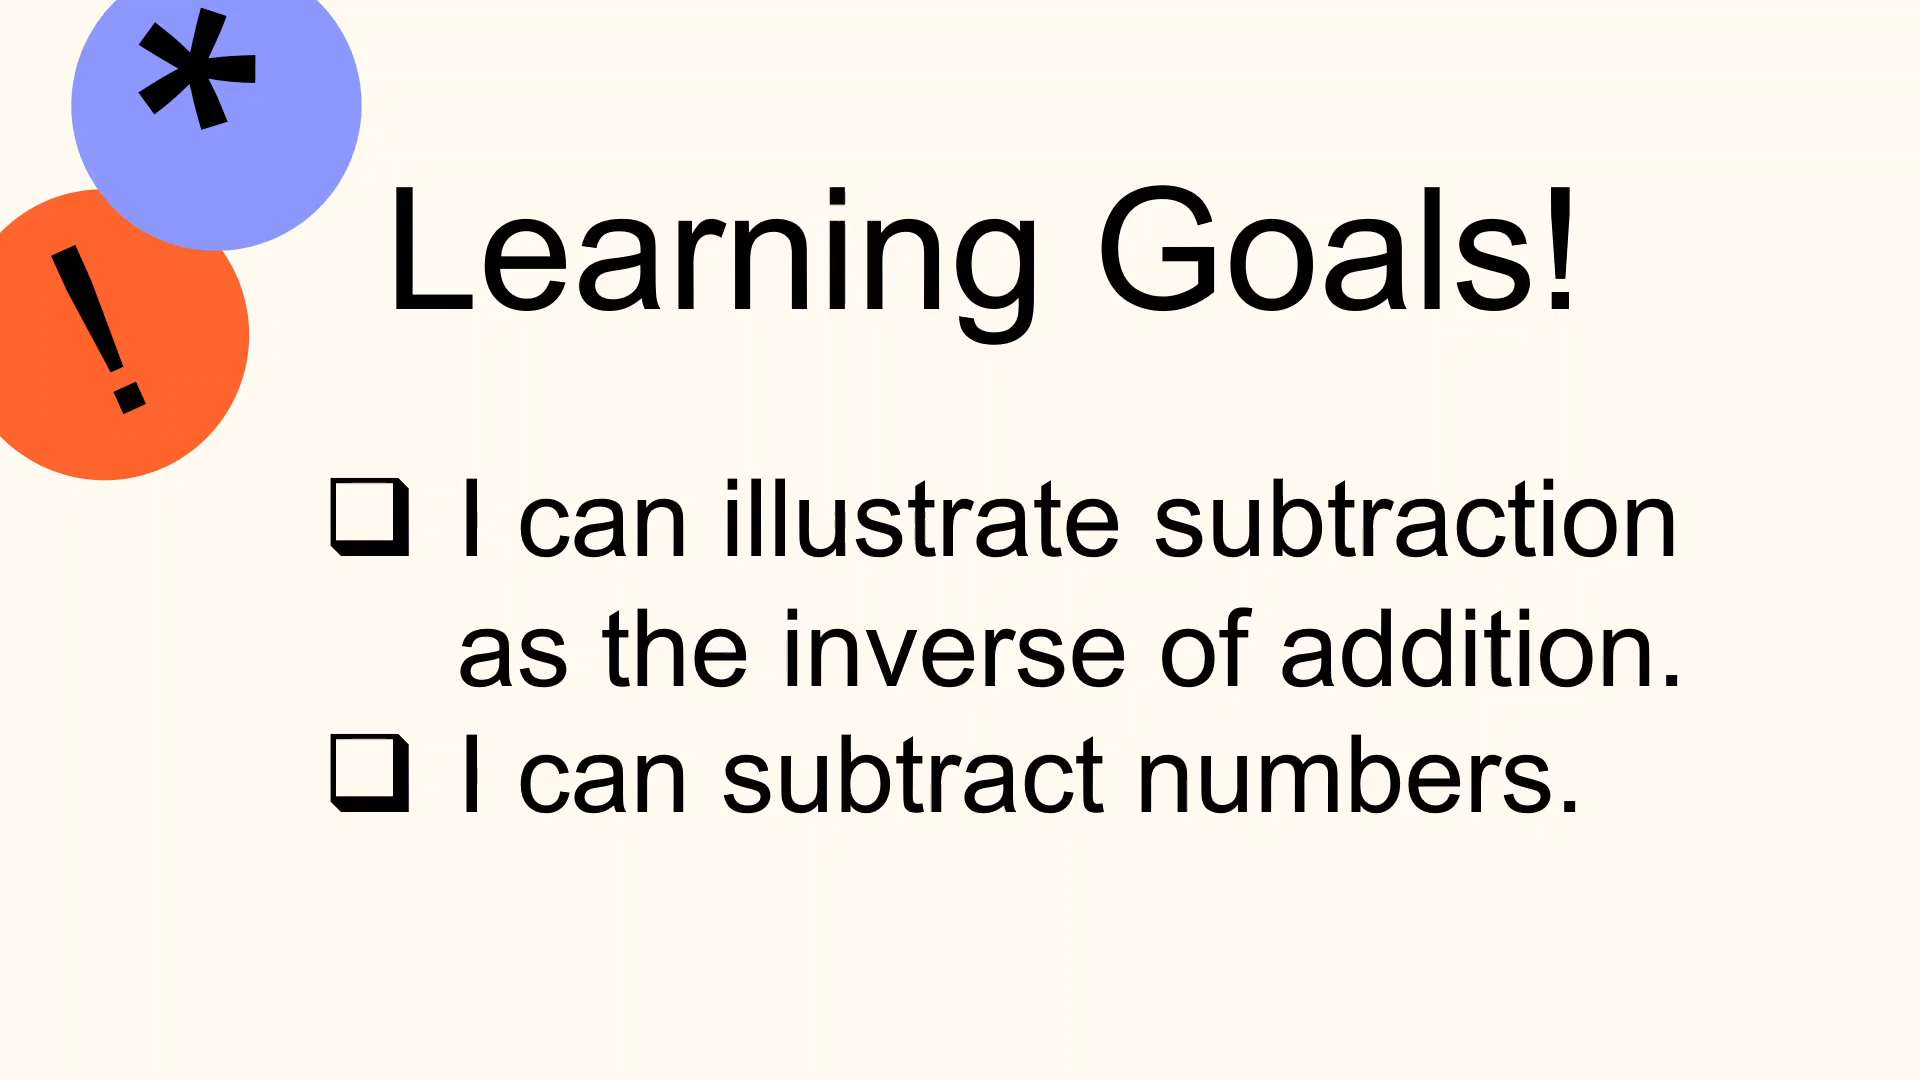 *
!
Learning Goals!
❑ I can illustrate subtraction
as the inverse of addition.
❑ I can subtract numbers.